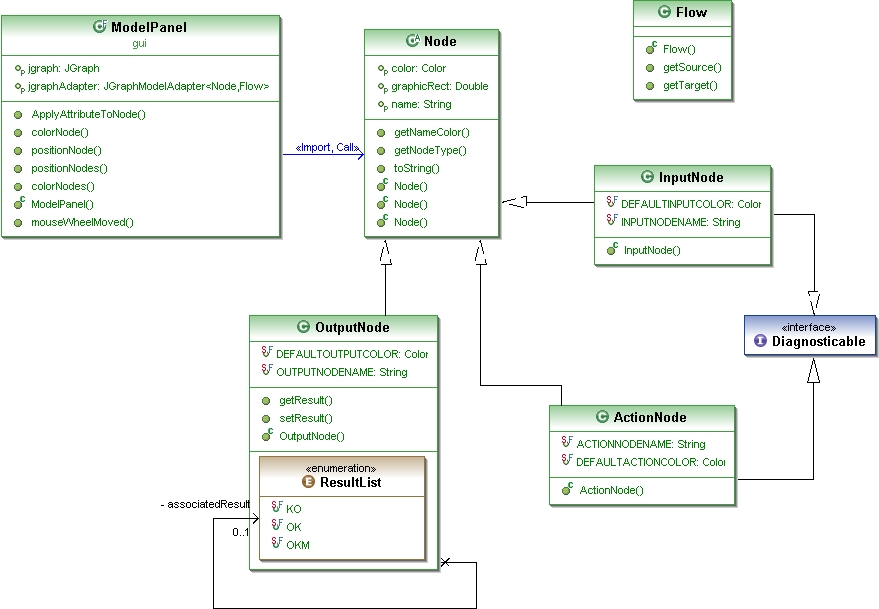 ModelPanel
gui
jgraph: JGraph
jgraphAdapter: JGraphModelAdapter<Node,Flow>
ApplyAttributeToNode()
colorNode()
positionNode()
positionNodes()
colorNodes()
ModelPanel()
mouseWheelMoved()
«Import, Call»
Node
color: Color
graphicRect: Double
name: String
getNameColor()
getNodeType()
toString()
Node()
Node()
Node()
Flow
Flow()
getSource()
getTarget()
InputNode
DEFAULTINPUTCOLOR: Color
INPUTNODENAME: String
InputNode()
«interface»
Diagnosticable
OutputNode
DEFAULTOUTPUTCOLOR: Color
OUTPUTNODENAME: String
getResult()
setResult()
OutputNode()
«enumeration»
ResultList
KO
OK
OKM
- associatedResult
0..1
ActionNode
ACTIONNODENAME: String
DEFAULTACTIONCOLOR: Color
ActionNode()